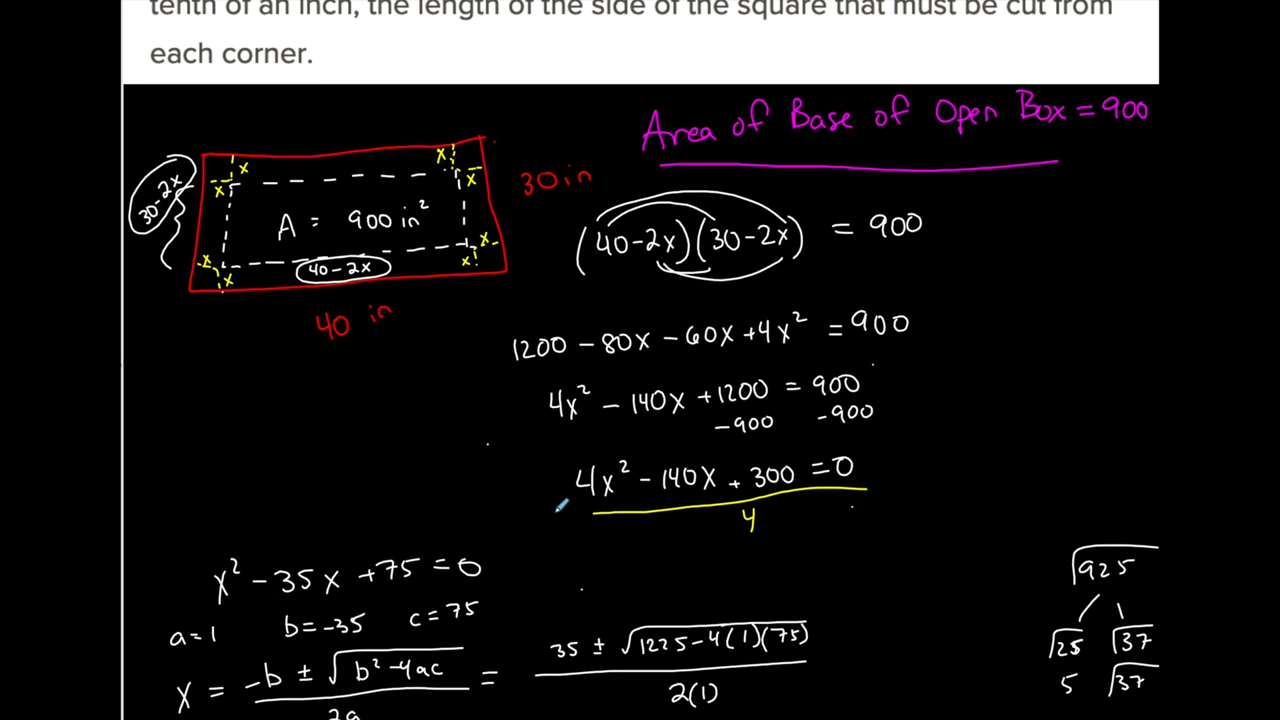 tenth of an inch, the length of the side of the square that must be cut from
each corner.
Area of Base of Open Box = 900
30-2x
x x x x
A = 900 in²
30 in
x x x x
40-2x
40 in
(40-2x)(30-2x) = 900
1200 - 80x - 60x + 4x² = 900
4x² - 140x + 1200 = 900
-900 -900
4x² - 140x + 300 = 0
4
x² - 35x + 75 = 0
a=1 b=-35 c=75
x = -b ± √b²-4ac = 35 ± √1225-4(1)(75)
2a 2(1)
√925
√25 √37
5 √37